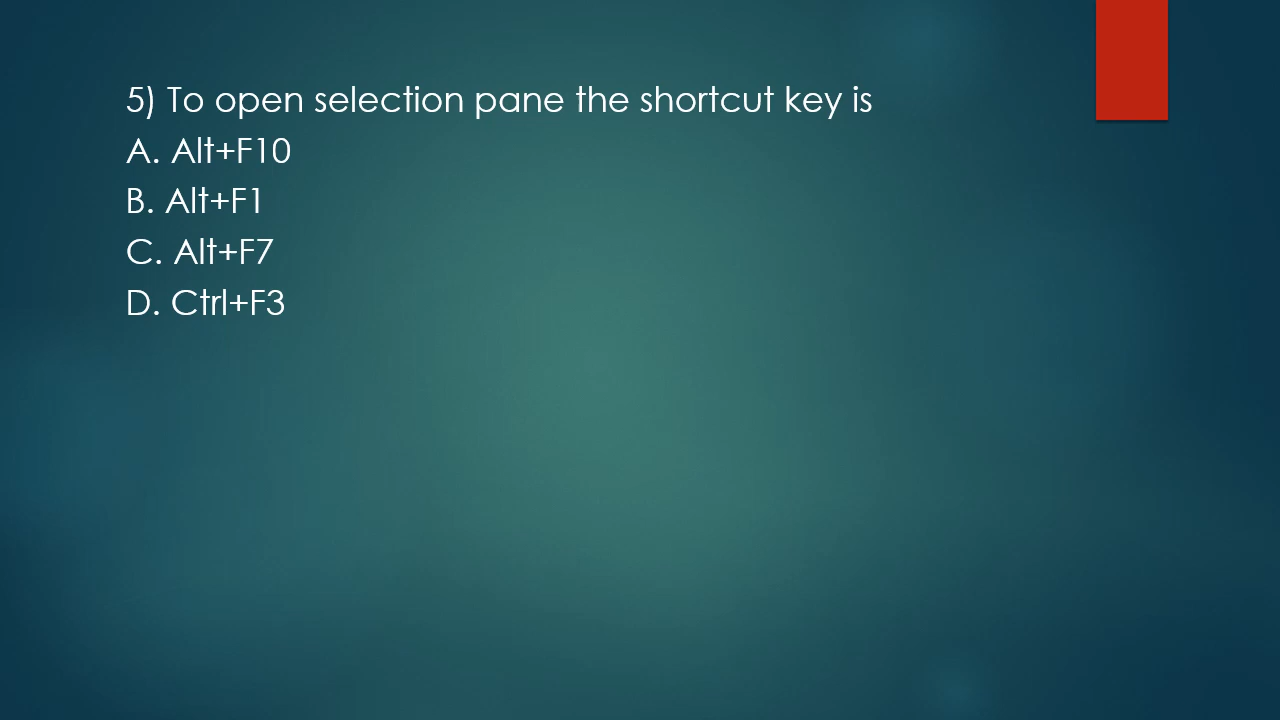 5) To open selection pane the shortcut key is
A. Alt+F10
B. Alt+F1
C. Alt+F7
D. Ctrl+F3